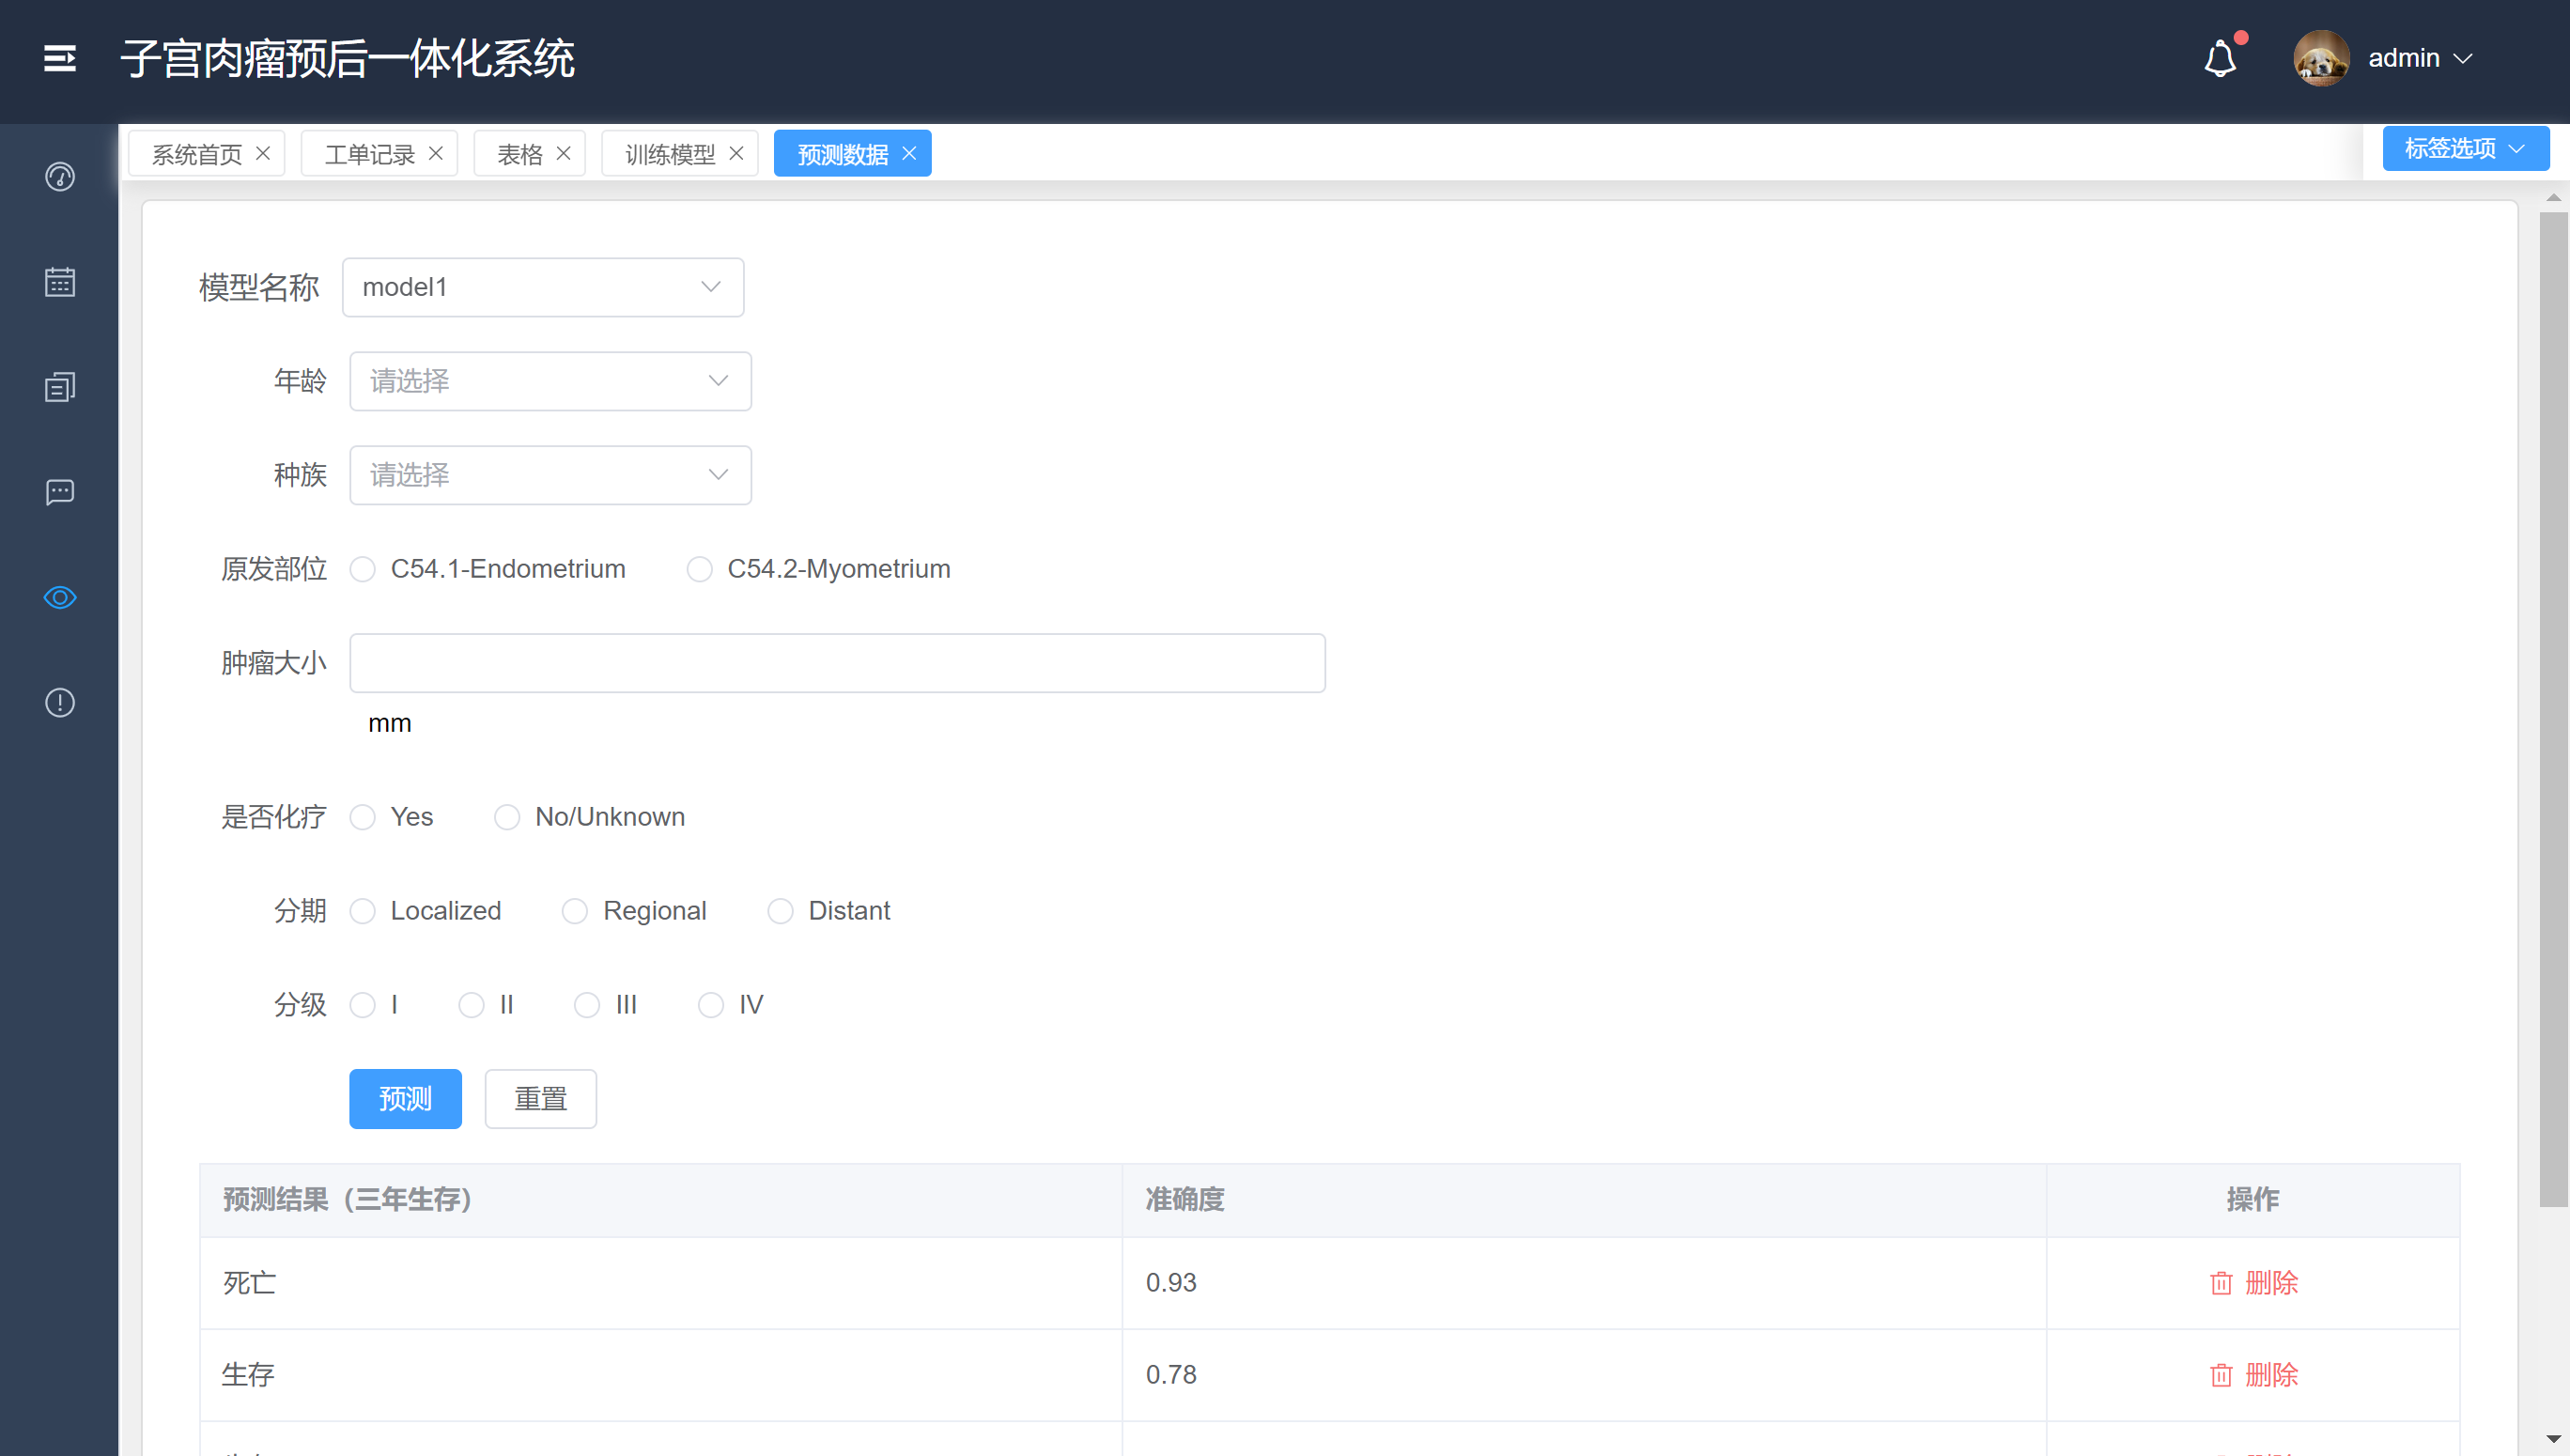 子宫肉瘤预后一体化系统
admin
系统首页 工单记录 表格 训练模型 预测数据 标签选项
模型名称 model1
年龄 请选择
种族 请选择
原发部位 C54.1-Endometrium C54.2-Myometrium
肿瘤大小
mm
是否化疗 Yes No/Unknown
分期 Localized Regional Distant
分级 I II III IV
预测 重置
预测结果（三年生存） 准确度 操作
死亡 0.93 删除
生存 0.78 删除